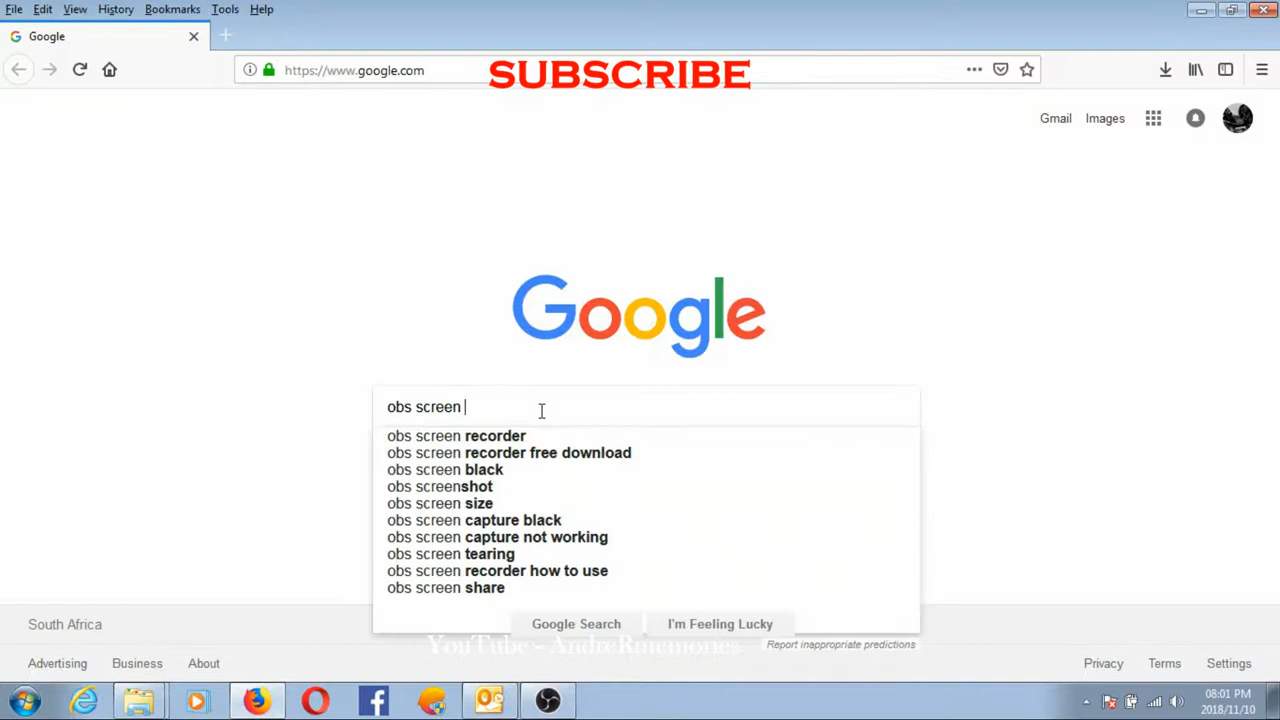 File Edit View History Bookmarks Tools Help
Google
https://www.google.com
SUBSCRIBE
Gmail Images
Google
obs screen
obs screen recorder
obs screen recorder free download
obs screen black
obs screenshot
obs screen size
obs screen capture black
obs screen capture not working
obs screen tearing
obs screen recorder how to use
obs screen share
Google Search I'm Feeling Lucky
South Africa
YouTube - AndreRmemories
Report inappropriate predictions
Advertising Business About
Privacy Terms Settings
08:01 PM
2018/11/10